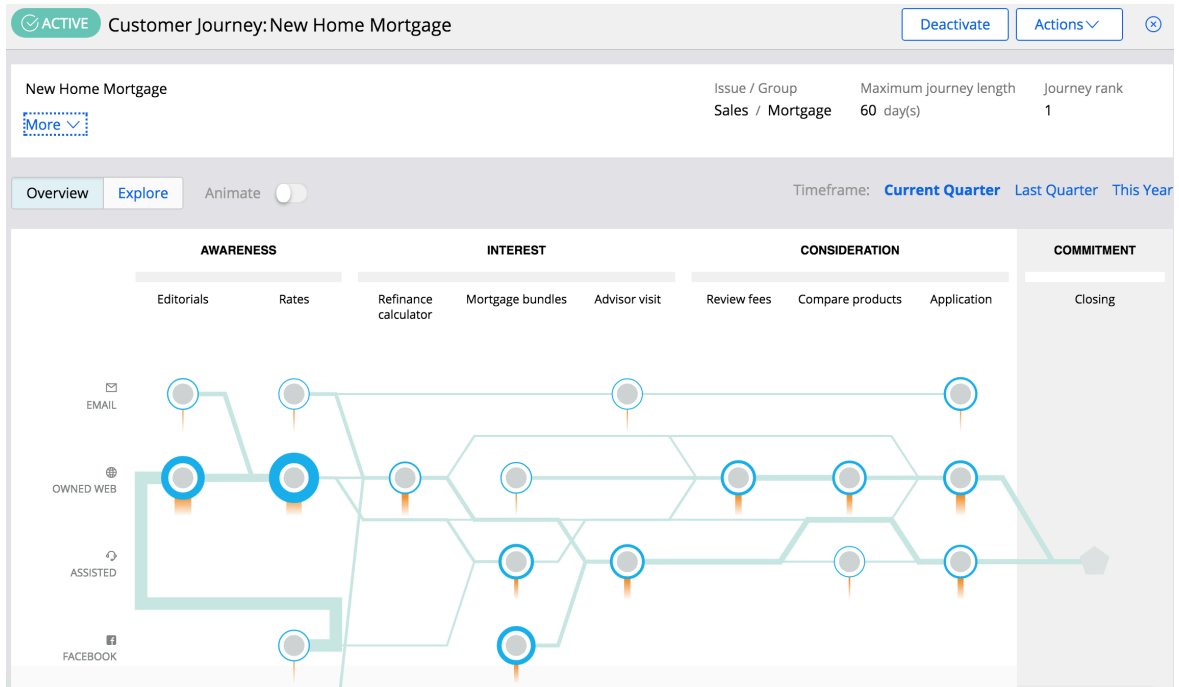 ACTIVE Customer Journey: New Home Mortgage Deactivate Actions
New Home Mortgage
More
Issue / Group Maximum journey length Journey rank
Sales / Mortgage 60 day(s) 1
Overview Explore Animate Timeframe: Current Quarter Last Quarter This Year
AWARENESS INTEREST CONSIDERATION COMMITMENT
Editorials Rates Refinance Mortgage bundles Advisor visit Review fees Compare products Application Closing
calculator
EMAIL
OWNED WEB
ASSISTED
FACEBOOK